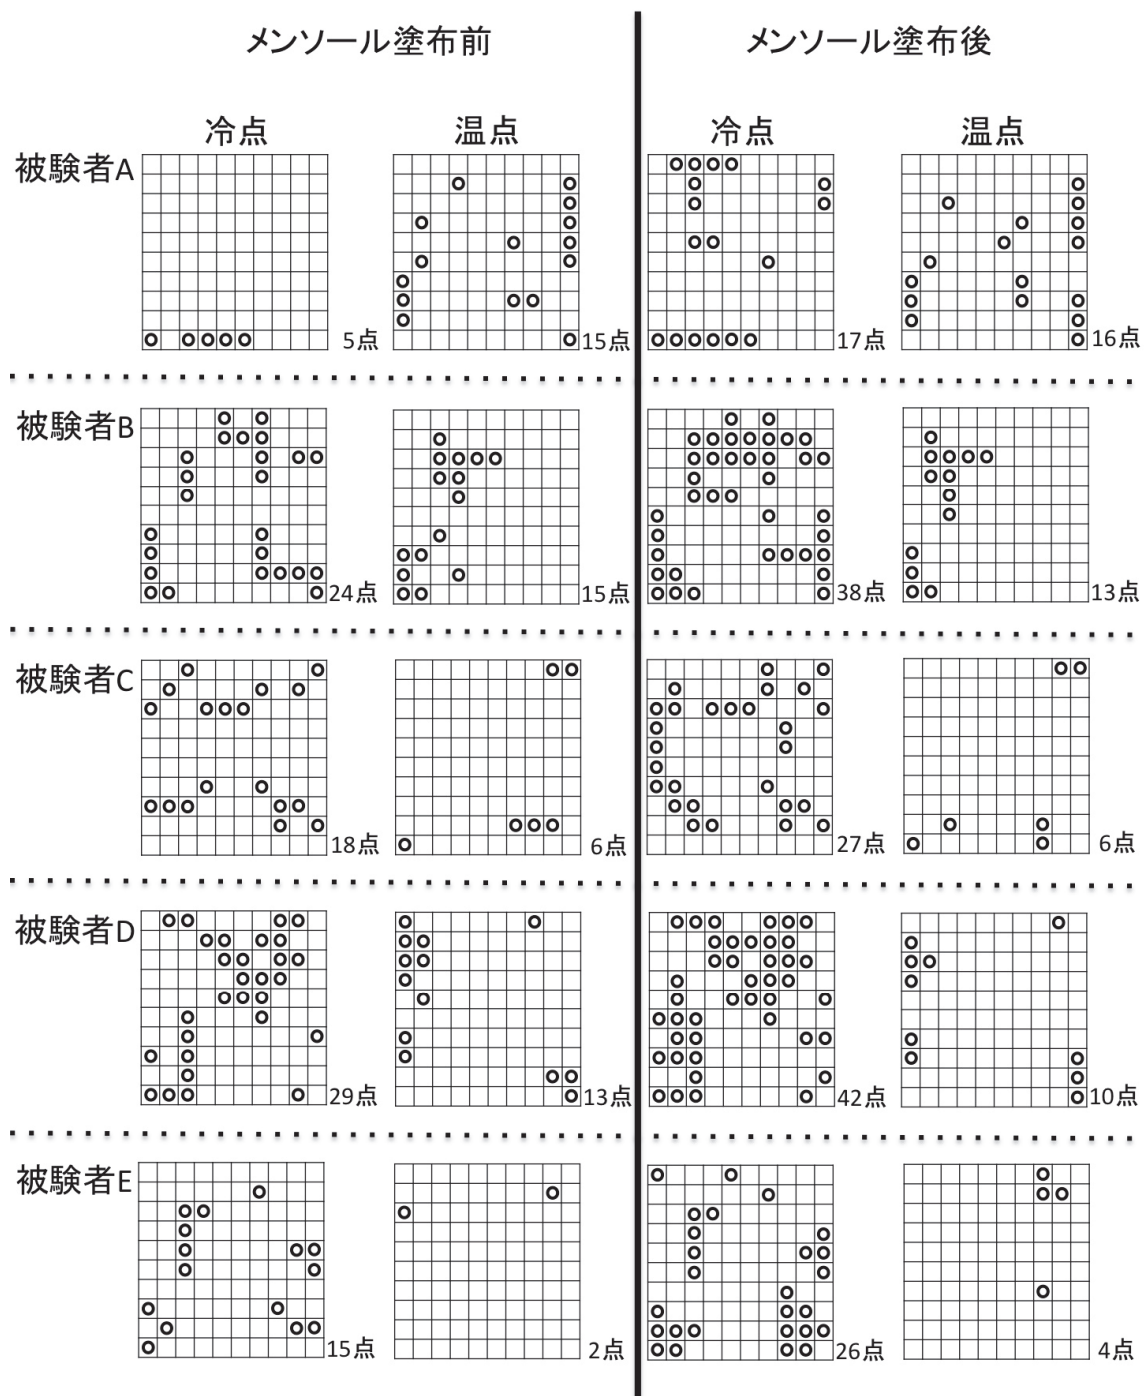 メンソール塗布前 メンソール塗布後
冷点 温点 冷点 温点
被験者A
5点 15点 17点 16点
被験者B
24点 15点 38点 13点
被験者C
18点 6点 27点 6点
被験者D
29点 13点 42点 10点
被験者E
15点 2点 26点 4点